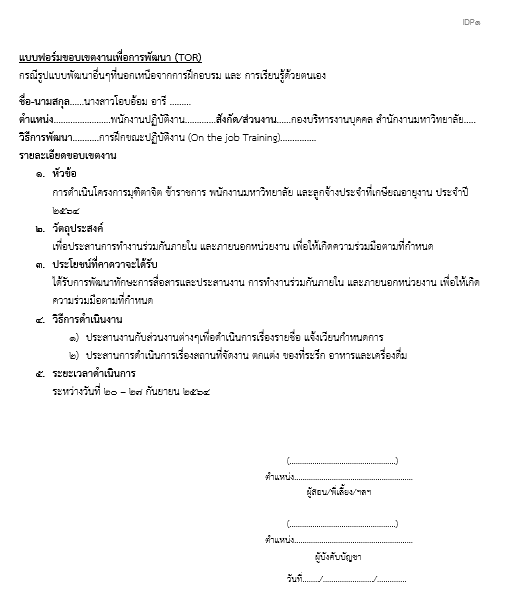 IDP๑
แบบฟอร์มขอบเขตงานเพื่อการพัฒนา (TOR)
กรณีรูปแบบพัฒนาอื่นๆที่นอกเหนือจากการฝึกอบรม และ การเรียนรู้ด้วยตนเอง
ชื่อ-นามสกุล......นางสาวโอบอ้อม อารี .........
ตำแหน่ง........................พนักงานปฏิบัติงาน.............สังกัด/ส่วนงาน......กองบริหารงานบุคคล สำนักงานมหาวิทยาลัย.....
วิธีการพัฒนา...........การฝึกขณะปฏิบัติงาน (On the job Training)...............
รายละเอียดขอบเขตงาน
๑. หัวข้อ
การดำเนินโครงการมุฑิตาจิต ข้าราชการ พนักงานมหาวิทยาลัย และลูกจ้างประจำที่เกษียณอายุงาน ประจำปี
๒๕๖๔
๒. วัตถุประสงค์
เพื่อประสานการทำงานร่วมกันภายใน และภายนอกหน่วยงาน เพื่อให้เกิดความร่วมมือตามที่กำหนด
๓. ประโยชน์ที่คาดวาจะได้รับ
ได้รับการพัฒนาทักษะการสื่อสารและประสานงาน การทำงานร่วมกันภายใน และภายนอกหน่วยงาน เพื่อให้เกิด
ความร่วมมือตามที่กำหนด
๔. วิธีการดำเนินงาน
๑) ประสานงานกับส่วนงานต่างๆเพื่อดำเนินการเรื่องรายชื่อ แจ้งเวียนกำหนดการ
๒) ประสานการดำเนินการเรื่องสถานที่จัดงาน ตกแต่ง ของที่ระรึก อาหารและเครื่องดื่ม
๕. ระยะเวลาดำเนินการ
ระหว่างวันที่ ๒๐ – ๒๗ กันยายน ๒๕๖๔
(..................................................)
ตำแหน่ง.......................................................
ผู้สอน/พี่เลี้ยง/ฯลฯ
(..................................................)
ตำแหน่ง.......................................................
ผู้บังคับบัญชา
วันที่......../......................./..............